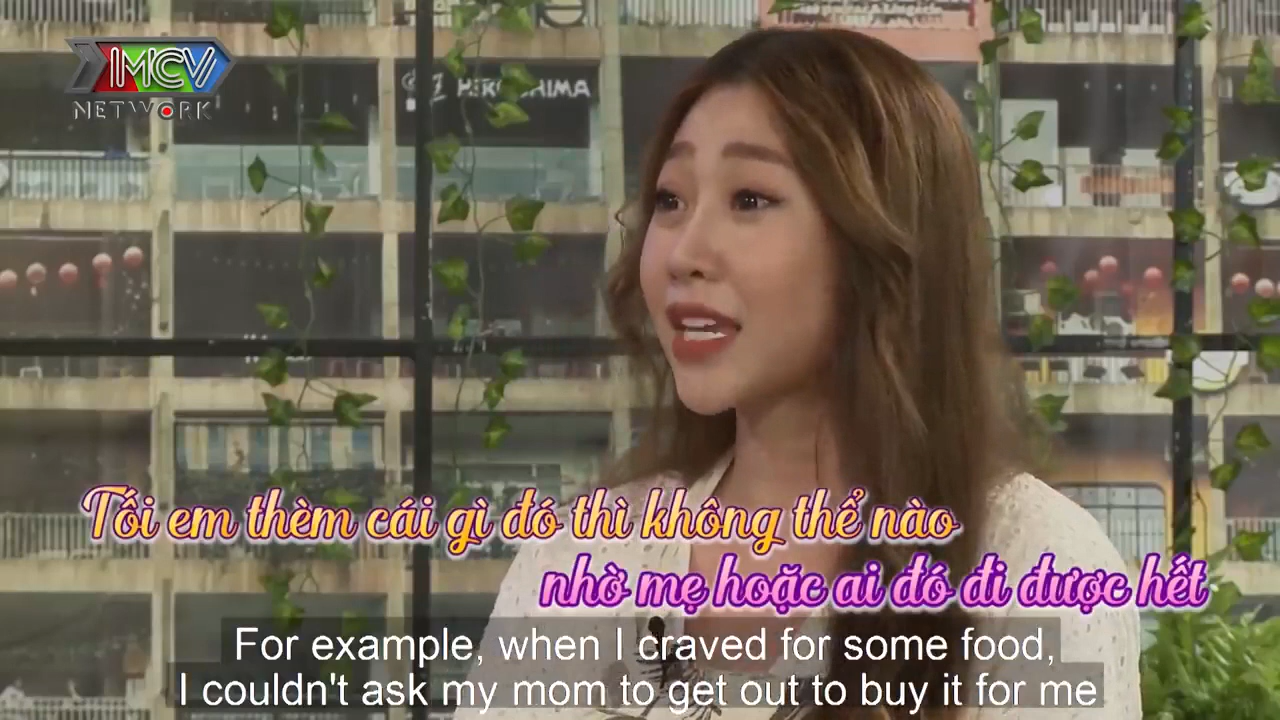 MCV
NETWORK
HIROSHIMA
Tối em thèm cái gì đó thì không thể nào
nhờ mẹ hoặc ai đó đi được hết
For example, when I craved for some food,
I couldn't ask my mom to get out to buy it for me